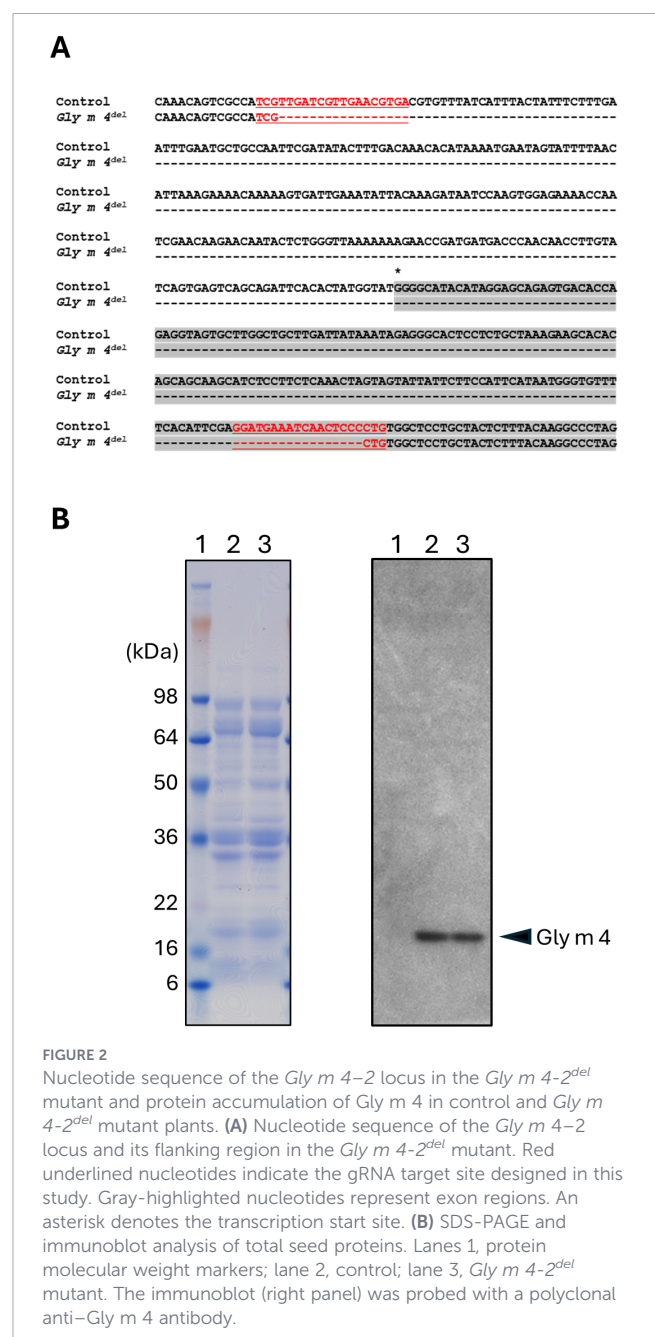 A
Control CAAACAGTCGCCATCGTTGATCGTTGAACGTGACGTGTTTATCATTTACTATTTCTTTGA
Gly m 4del CAAACAGTCGCCATCG--------------------------------------------
Control ATTTGAATGCTGCCAATTCGATATACTTTGACAAACACATAAAATGAATAGTATTTTAAC
Gly m 4del ------------------------------------------------------------
Control ATTAAAGAAAACAAAAAGTGATTGAAATATTACAAAGATAATCCAAGTGGAGAAAACCAA
Gly m 4del ------------------------------------------------------------
Control TCGAACAAGAACAATACTCTGGGTTAAAAAAAGAACCGATGATGACCCAACAACCTTGTA
Gly m 4del ------------------------------------------------------------
*
Control TCAGTGAGTCAGCAGATTCACACTATGGTATGGGGCATACATAGGAGCAGAGTGACACCA
Gly m 4del ------------------------------------------------------------
Control GAGGTAGTGCTTGGCTGCTTGATTATAAATAGAGGGCACTCCTCTGCTAAAGAAGCACAC
Gly m 4del ------------------------------------------------------------
Control AGCAGCAAGCATCTCCTTCTCAAACTAGTAGTATTATTCTTCCATTCATAATGGGTGTTT
Gly m 4del ------------------------------------------------------------
Control TCACATTCGAGGATGAAATCAACTCCCCTGTGGCTCCTGCTACTCTTTACAAGGCCCTAG
Gly m 4del ---------------------------CTGTGGCTCCTGCTACTCTTTACAAGGCCCTAG
B
1 2 3 1 2 3
(kDa)
98
64
50
36
22
16
6
Gly m 4
FIGURE 2
Nucleotide sequence of the Gly m 4–2 locus in the Gly m 4-2del
mutant and protein accumulation of Gly m 4 in control and Gly m
4-2del mutant plants. (A) Nucleotide sequence of the Gly m 4–2
locus and its flanking region in the Gly m 4-2del mutant. Red
underlined nucleotides indicate the gRNA target site designed in this
study. Gray-highlighted nucleotides represent exon regions. An
asterisk denotes the transcription start site. (B) SDS-PAGE and
immunoblot analysis of total seed proteins. Lanes 1, protein
molecular weight markers; lane 2, control; lane 3, Gly m 4-2del
mutant. The immunoblot (right panel) was probed with a polyclonal
anti–Gly m 4 antibody.